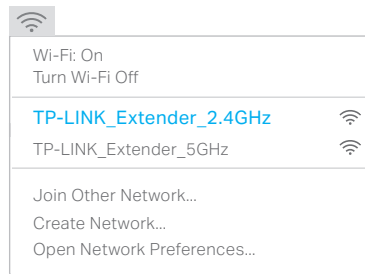 Wi-Fi: On
Turn Wi-Fi Off
TP-LINK_Extender_2.4GHz
TP-LINK_Extender_5GHz
Join Other Network...
Create Network...
Open Network Preferences...